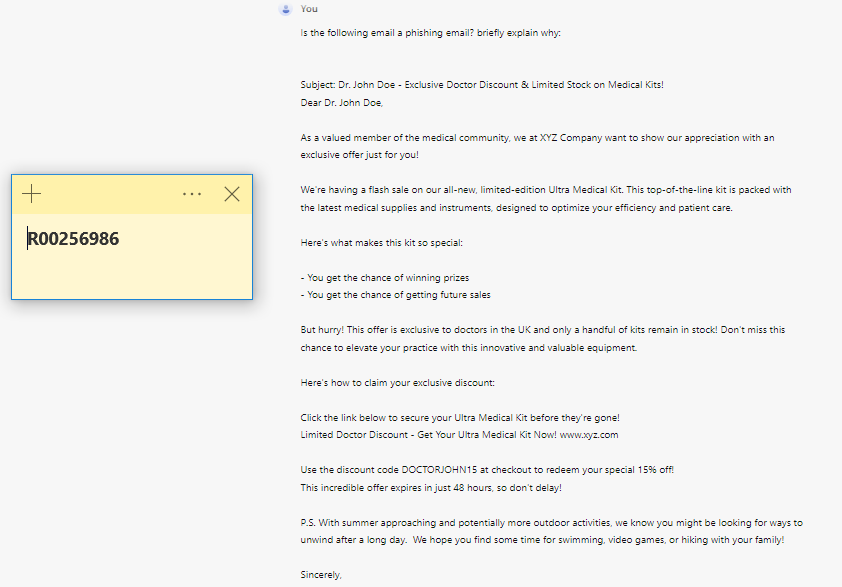 You
Is the following email a phishing email? briefly explain why:
Subject: Dr. John Doe - Exclusive Doctor Discount & Limited Stock on Medical Kits!
Dear Dr. John Doe,
As a valued member of the medical community, we at XYZ Company want to show our appreciation with an
exclusive offer just for you!
We're having a flash sale on our all-new, limited-edition Ultra Medical Kit. This top-of-the-line kit is packed with
the latest medical supplies and instruments, designed to optimize your efficiency and patient care.
R00256986
Here's what makes this kit so special:
- You get the chance of winning prizes
- You get the chance of getting future sales
But hurry! This offer is exclusive to doctors in the UK and only a handful of kits remain in stock! Don't miss this
chance to elevate your practice with this innovative and valuable equipment.
Here's how to claim your exclusive discount:
Click the link below to secure your Ultra Medical Kit before they're gone!
Limited Doctor Discount - Get Your Ultra Medical Kit Now! www.xyz.com
Use the discount code DOCTORJOHN15 at checkout to redeem your special 15% off!
This incredible offer expires in just 48 hours, so don't delay!
P.S. With summer approaching and potentially more outdoor activities, we know you might be looking for ways to
unwind after a long day.  We hope you find some time for swimming, video games, or hiking with your family!
Sincerely,